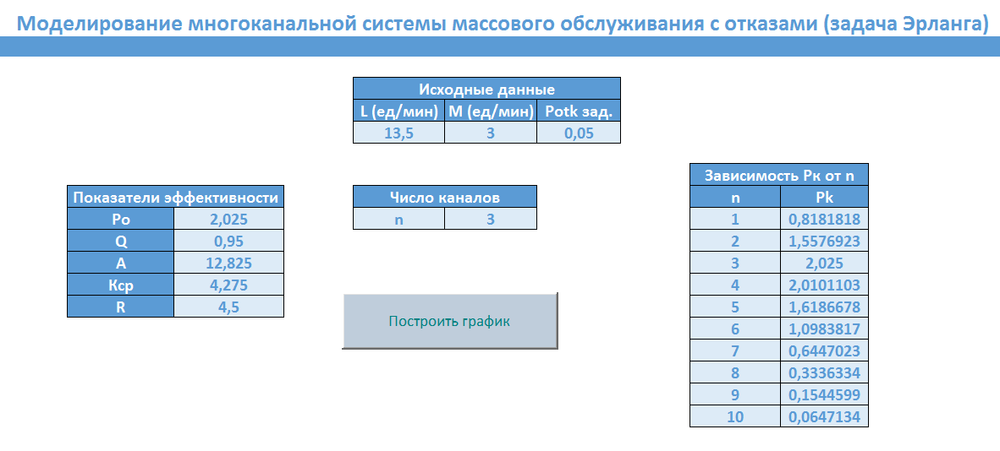 Моделирование многоканальной системы массового обслуживания с отказами (задача Эрланга)
Исходные данные
L (ед/мин) M (ед/мин) Potk зад.
13,5 3 0,05
Показатели эффективности
Ро 2,025
Q 0,95
A 12,825
Кср 4,275
R 4,5
Число каналов
n 3
Построить график
Зависимость Рк от n
n Pk
1 0,8181818
2 1,5576923
3 2,025
4 2,0101103
5 1,6186678
6 1,0983817
7 0,6447023
8 0,3336334
9 0,1544599
10 0,0647134